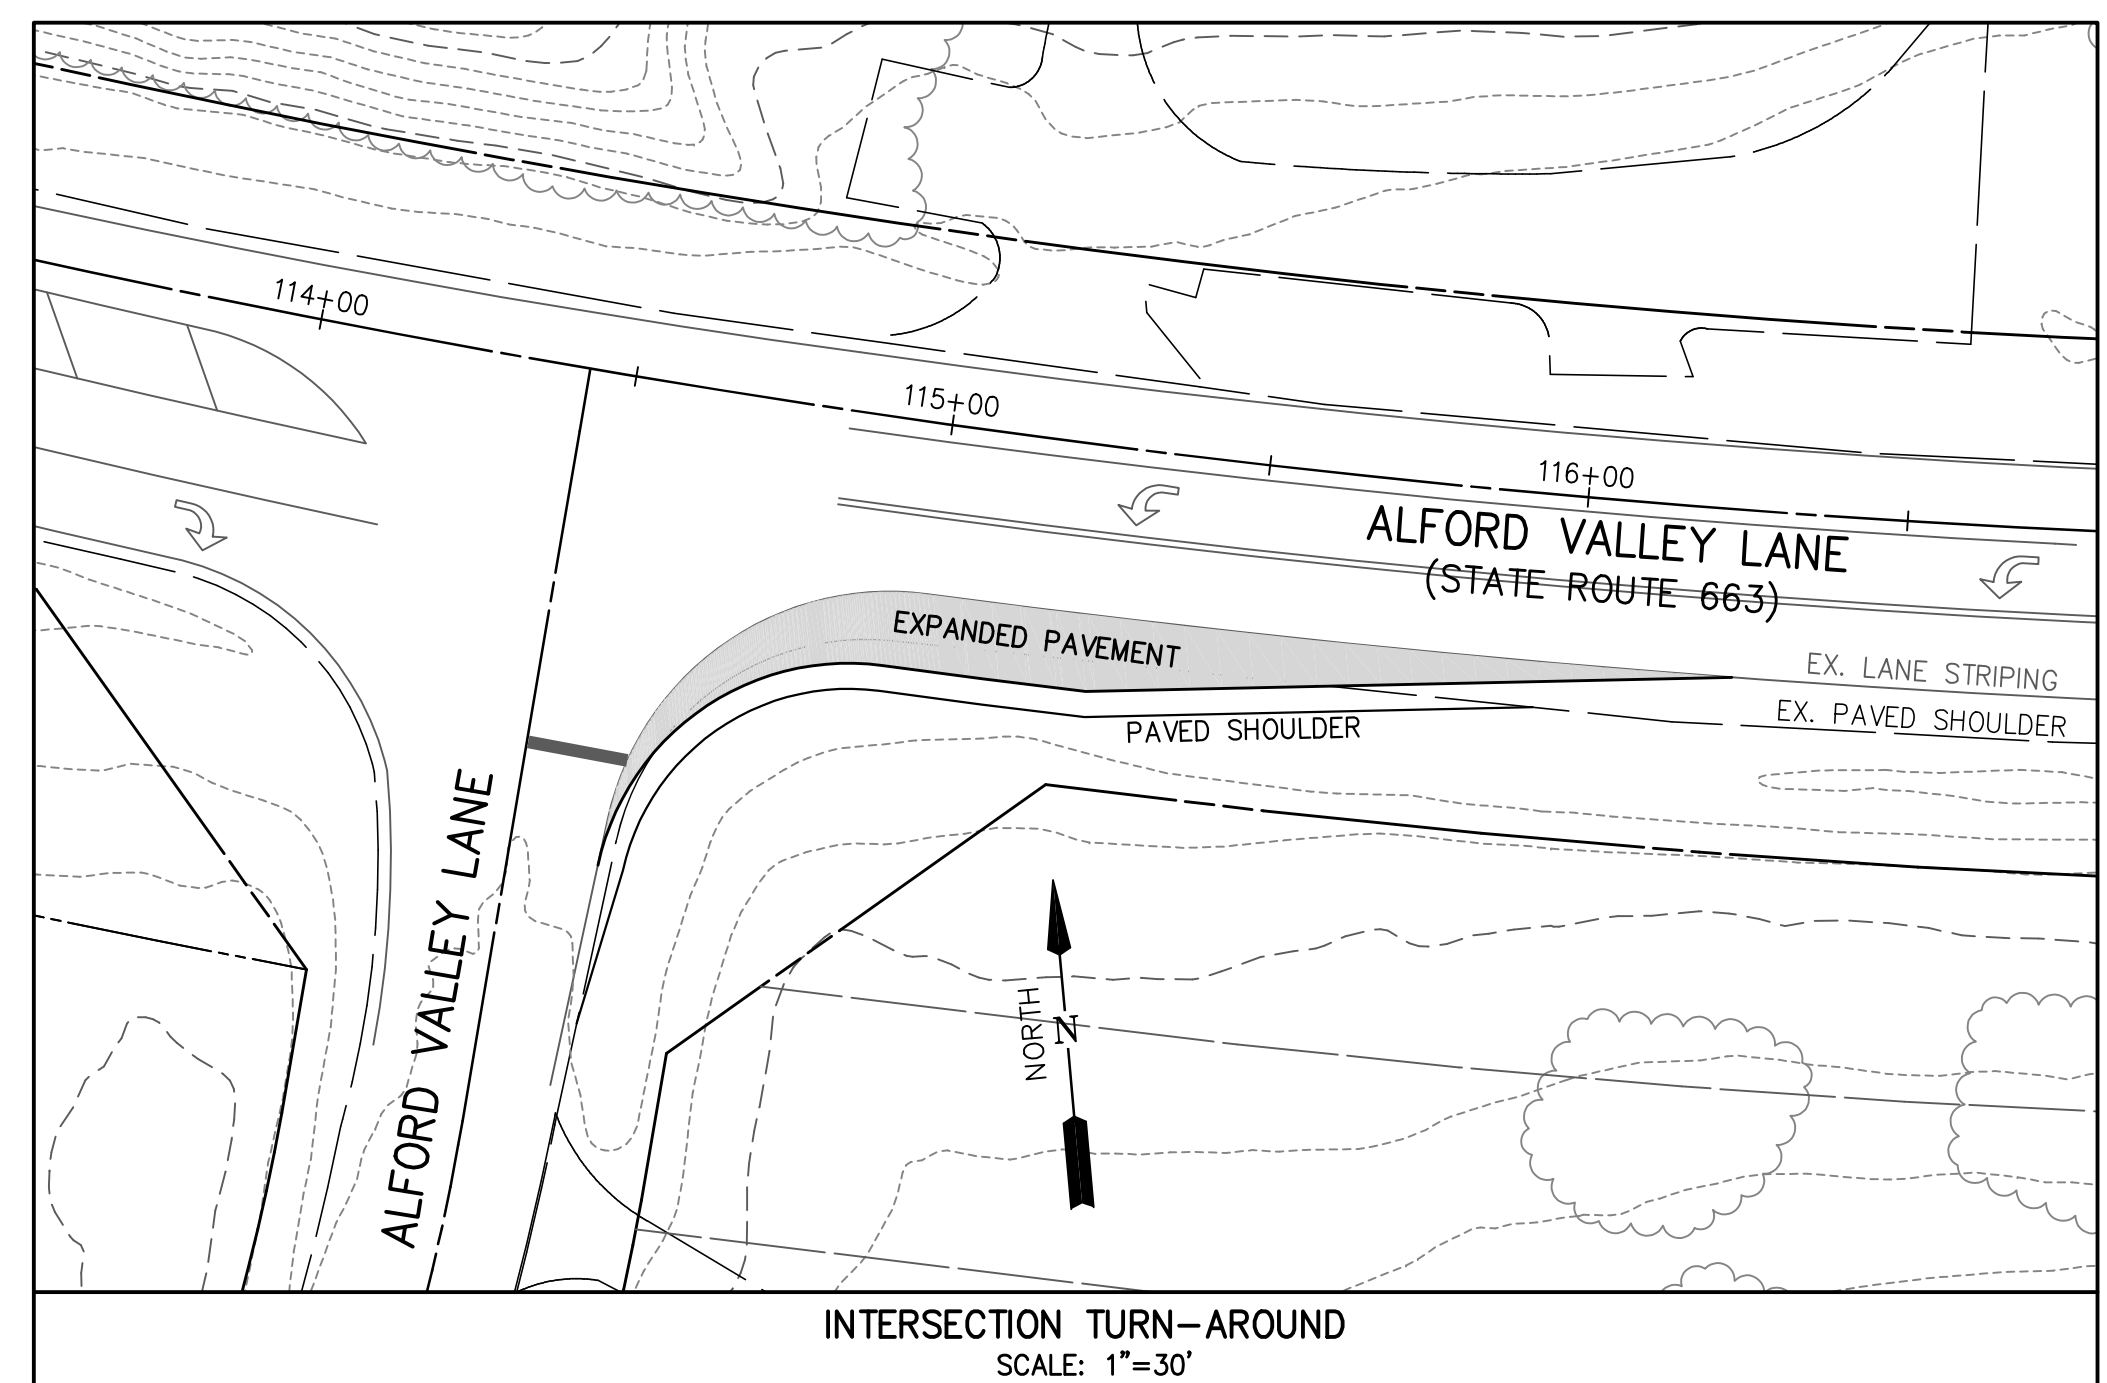 114+00
115+00
116+00
ALFORD VALLEY LANE
(STATE ROUTE 663)
EXPANDED PAVEMENT
EX. LANE STRIPING
EX. PAVED SHOULDER
PAVED SHOULDER
ALFORD VALLEY LANE
NORTH
N
INTERSECTION TURN-AROUND
SCALE: 1"=30'